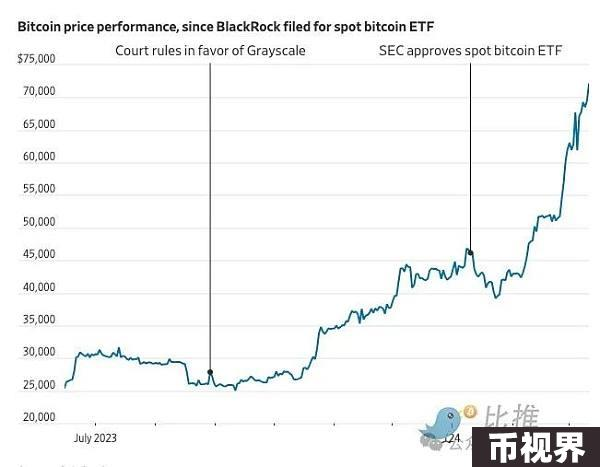 Bitcoin price performance, since BlackRock filed for spot bitcoin ETF
Court rules in favor of Grayscale
SEC approves spot bitcoin ETF
$75,000
70,000
65,000
60,000
55,000
50,000
45,000
40,000
35,000
30,000
25,000
20,000
July 2023
比推
币视界